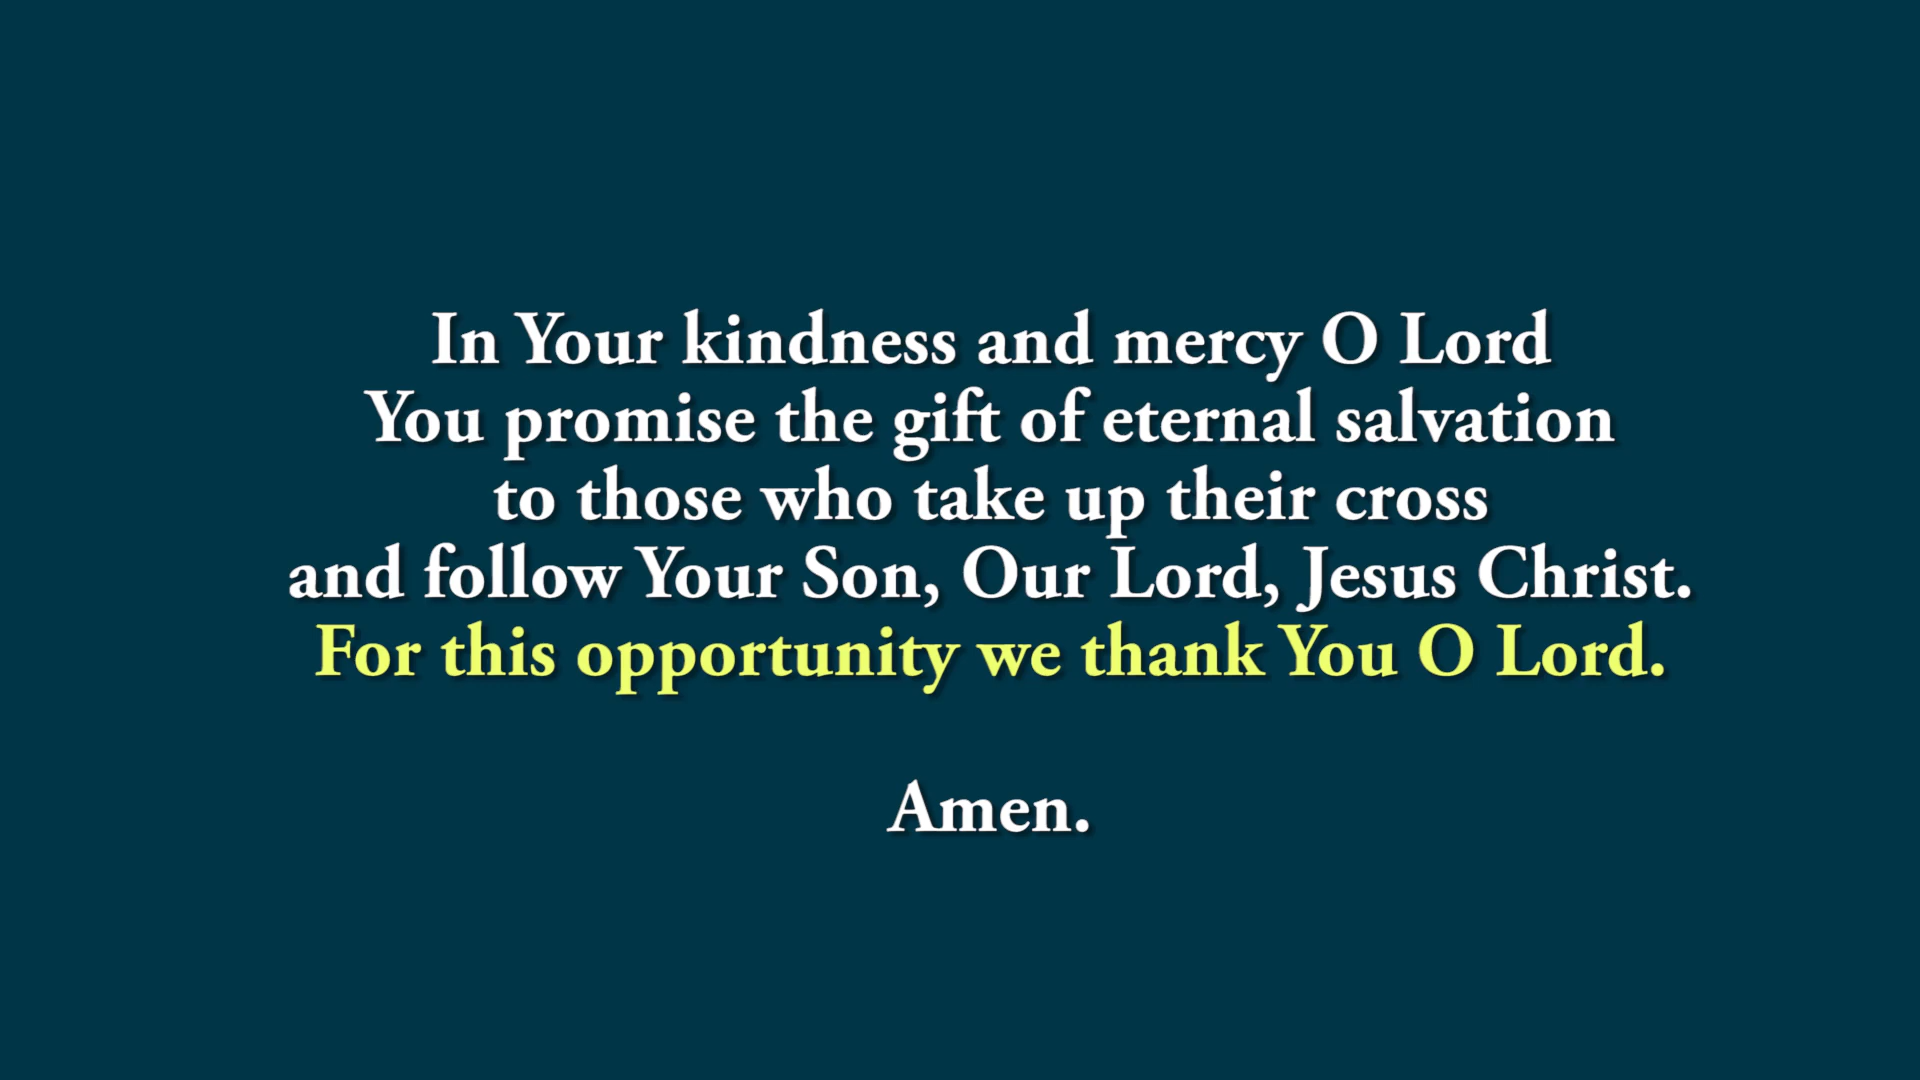 In Your kindness and mercy O Lord
You promise the gift of eternal salvation
to those who take up their cross
and follow Your Son, Our Lord, Jesus Christ.
For this opportunity we thank You O Lord.
Amen.